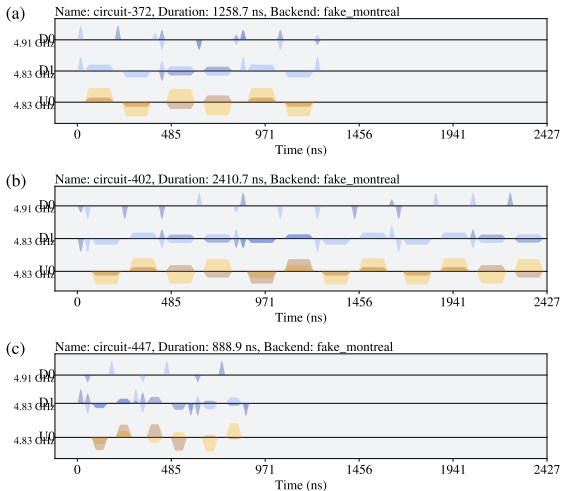 (a)
Name: circuit-372, Duration: 1258.7 ns, Backend: fake_montreal
D0
4.91 GHz
D1
4.83 GHz
U0
4.83 GHz
0 485 971 1456 1941 2427
Time (ns)
(b)
Name: circuit-402, Duration: 2410.7 ns, Backend: fake_montreal
D0
4.91 GHz
D1
4.83 GHz
U0
4.83 GHz
0 485 971 1456 1941 2427
Time (ns)
(c)
Name: circuit-447, Duration: 888.9 ns, Backend: fake_montreal
D0
4.91 GHz
D1
4.83 GHz
U0
4.83 GHz
0 485 971 1456 1941 2427
Time (ns)